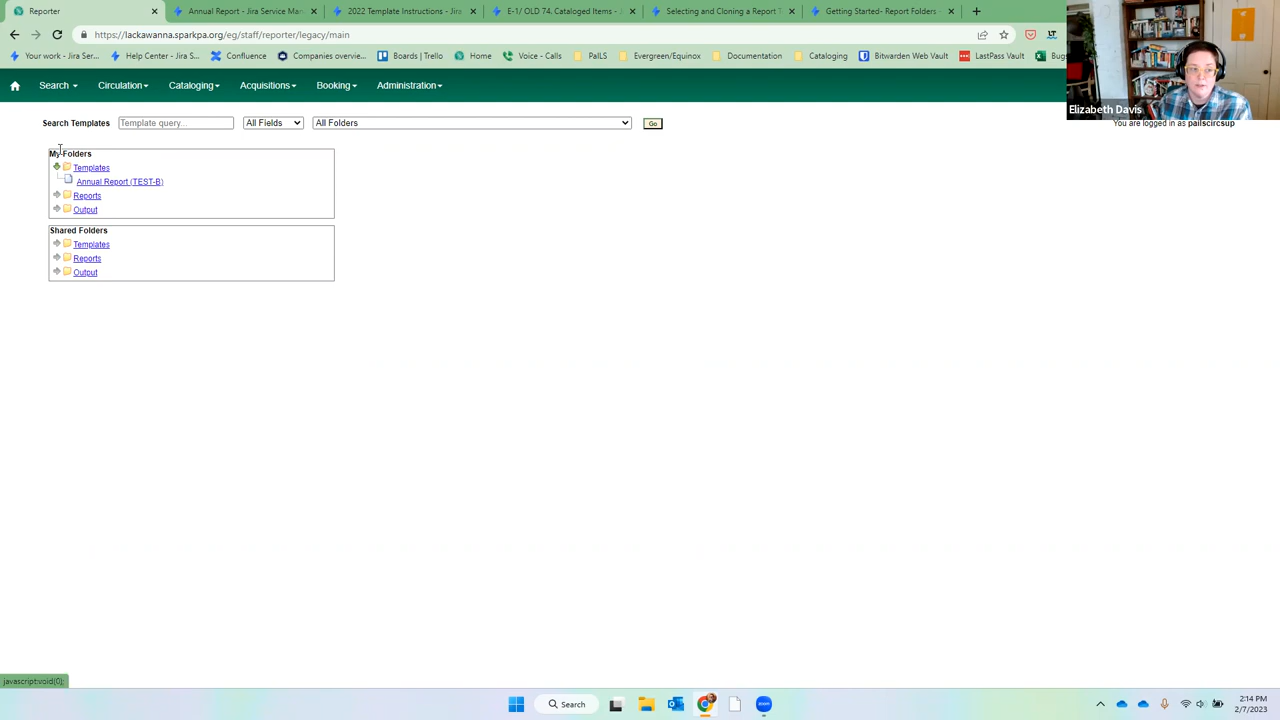 Reporter
Annual Report - Jira Service Man
2022 Template Instructions - Jira
E-1/ OLD 74. Cataloged Items - J
Selecting and Cloning a Report T
Getting Started- Report Folders -
https://lackawanna.sparkpa.org/eg/staff/reporter/legacy/main
Your work - Jira Ser...
Help Center - Jira S...
Confluence
Companies overvie...
Boards | Trello
Home
Voice - Calls
PaILS
Evergreen/Equinox
Documentation
Cataloging
Bitwarden Web Vault
LastPass Vault
Bugs
Search
Circulation
Cataloging
Acquisitions
Booking
Administration
Elizabeth Davis
Search Templates
Template query...
All Fields
All Folders
Go
You are logged in as pailscircsup
My Folders
Templates
Annual Report (TEST-B)
Reports
Output
Shared Folders
Templates
Reports
Output
javascript:void(0);
Search
zoom
2:14 PM
2/7/2023